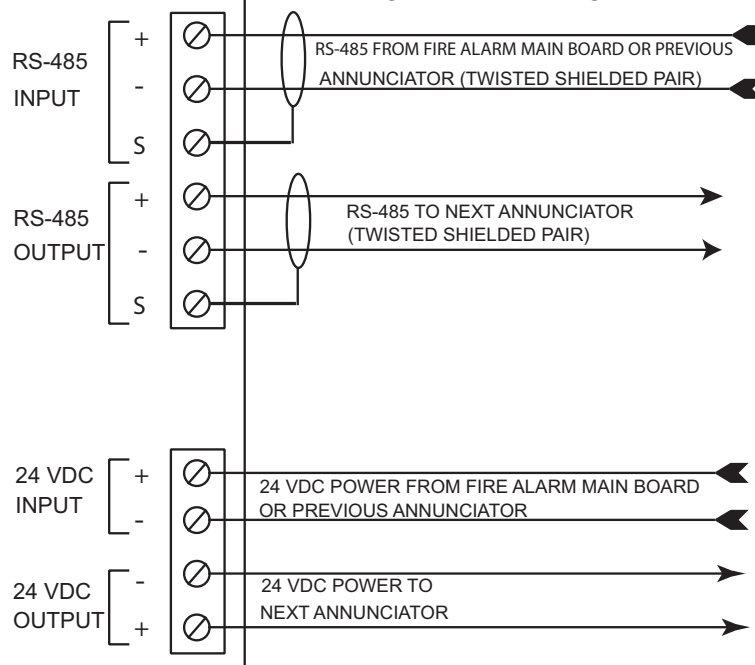 RS-485
INPUT
+
-
S
RS-485 FROM FIRE ALARM MAIN BOARD OR PREVIOUS
ANNUNCIATOR (TWISTED SHIELDED PAIR)
RS-485
OUTPUT
+
-
S
RS-485 TO NEXT ANNUNCIATOR
(TWISTED SHIELDED PAIR)
24 VDC
INPUT
+
-
24 VDC POWER FROM FIRE ALARM MAIN BOARD
OR PREVIOUS ANNUNCIATOR
24 VDC
OUTPUT
-
+
24 VDC POWER TO
NEXT ANNUNCIATOR